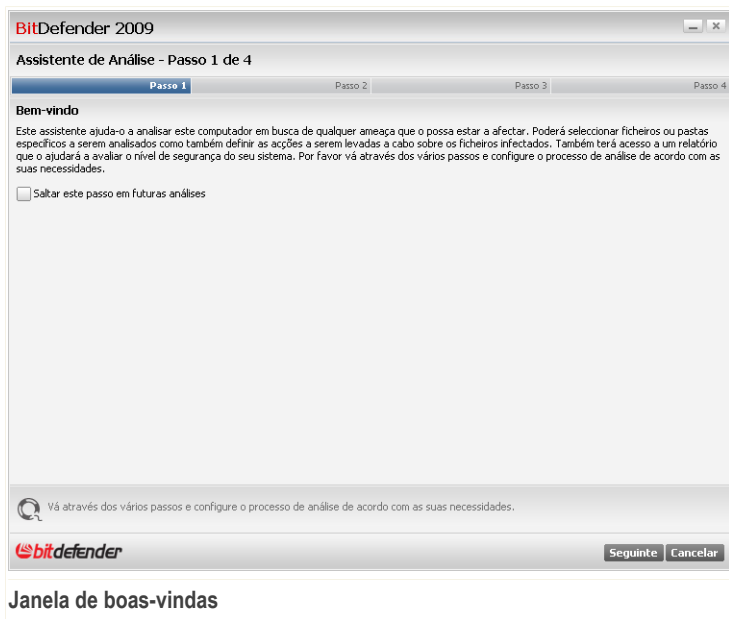 BitDefender 2009
Assistente de Análise - Passo 1 de 4
Passo 1 Passo 2 Passo 3 Passo 4
Bem-vindo
Este assistente ajuda-o a analisar este computador em busca de qualquer ameaça que o possa estar a afectar. Poderá seleccionar ficheiros ou pastas
específicos a serem analisados como também definir as acções a serem levadas a cabo sobre os ficheiros infectados. Também terá acesso a um relatório
que o ajudará a avaliar o nível de segurança do seu sistema. Por favor vá através dos vários passos e configure o processo de análise de acordo com as
suas necessidades.
Saltar este passo em futuras análises
Vá através dos vários passos e configure o processo de análise de acordo com as suas necessidades.
bitdefender
Seguinte Cancelar
Janela de boas-vindas